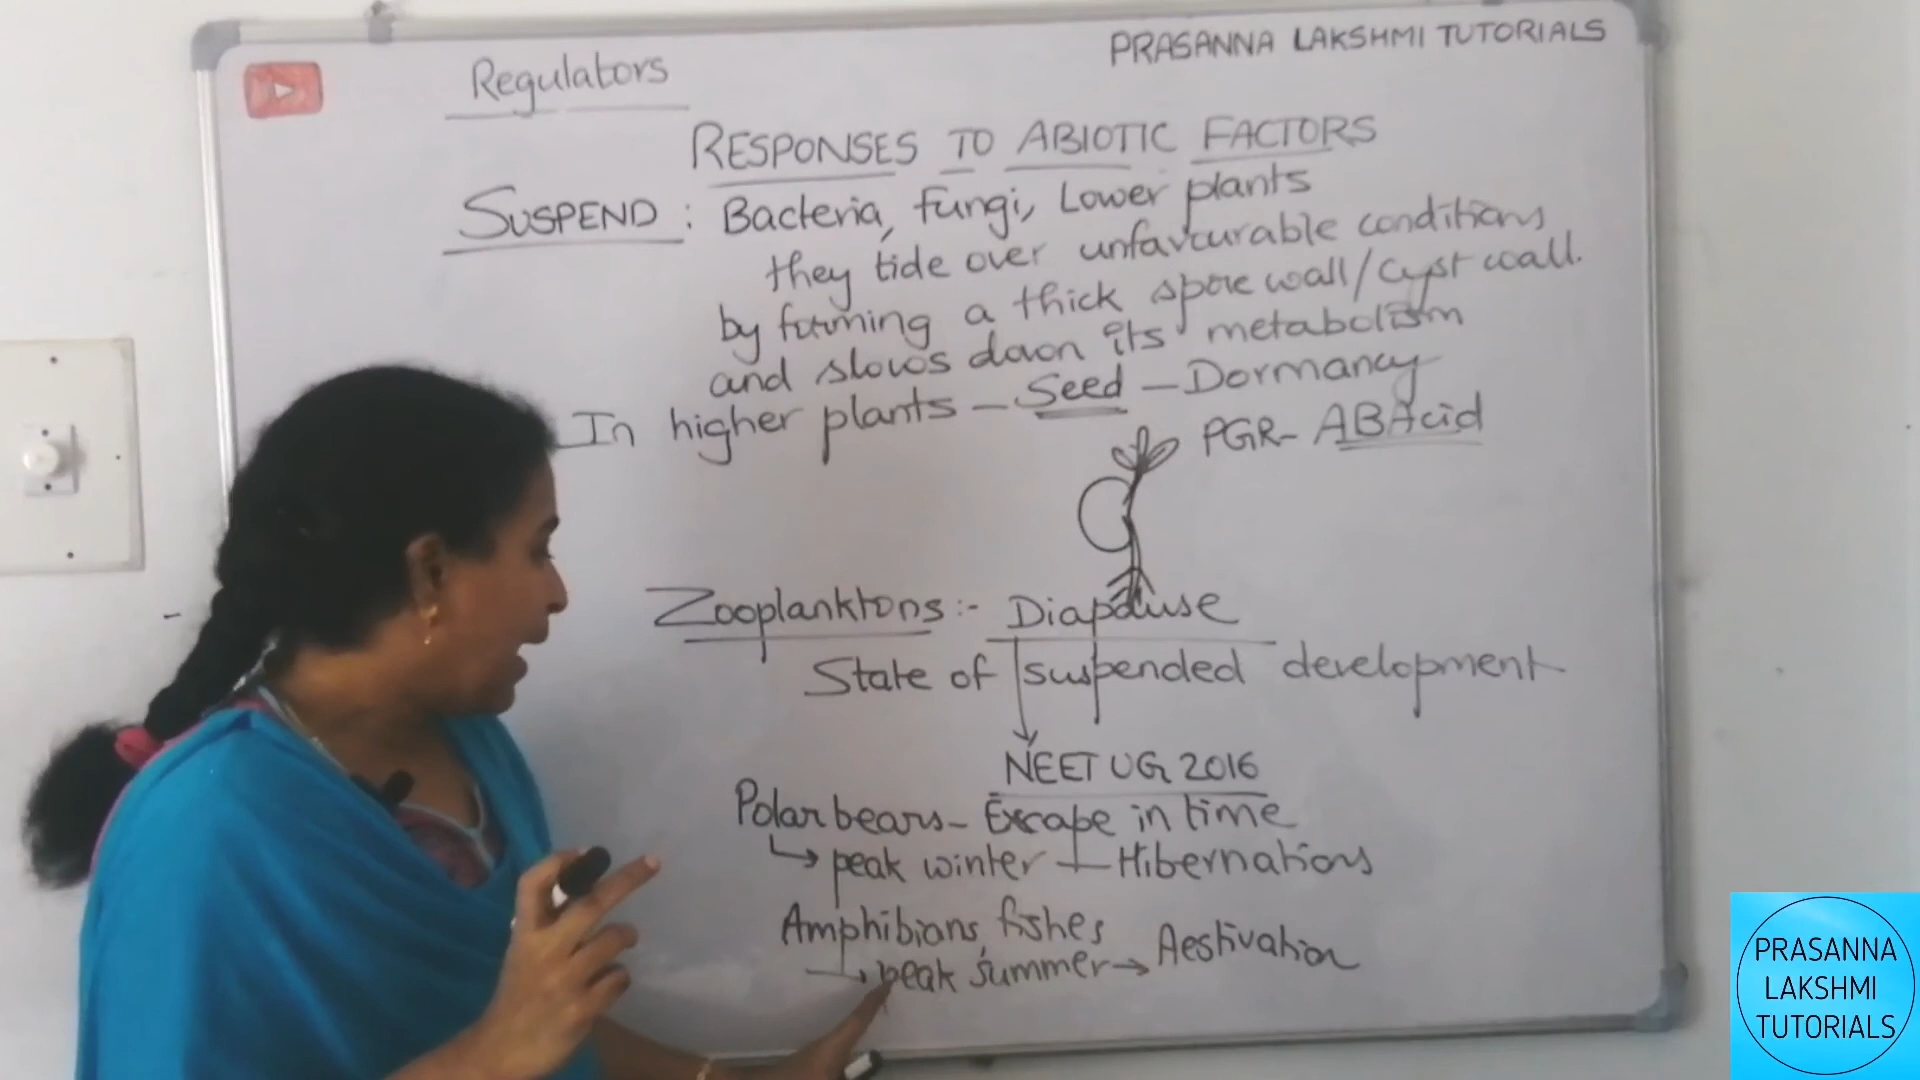 PRASANNA LAKSHMI TUTORIALS
Regulators
RESPONSES TO ABIOTIC FACTORS
SUSPEND : Bacteria, Fungi, Lower plants
they tide over unfavourable conditions
by forming a thick spore wall/cyst wall.
and slows down its metabolism
In higher plants - Seed - Dormancy
PGR- ABAcid
Zooplanktons:- Diapause
State of suspended development
NEET UG 2016
Polar bears - Escape in time
peak winter - Hibernations
Amphibians, fishes
peak summer → Aestivation
PRASANNA
LAKSHMI
TUTORIALS